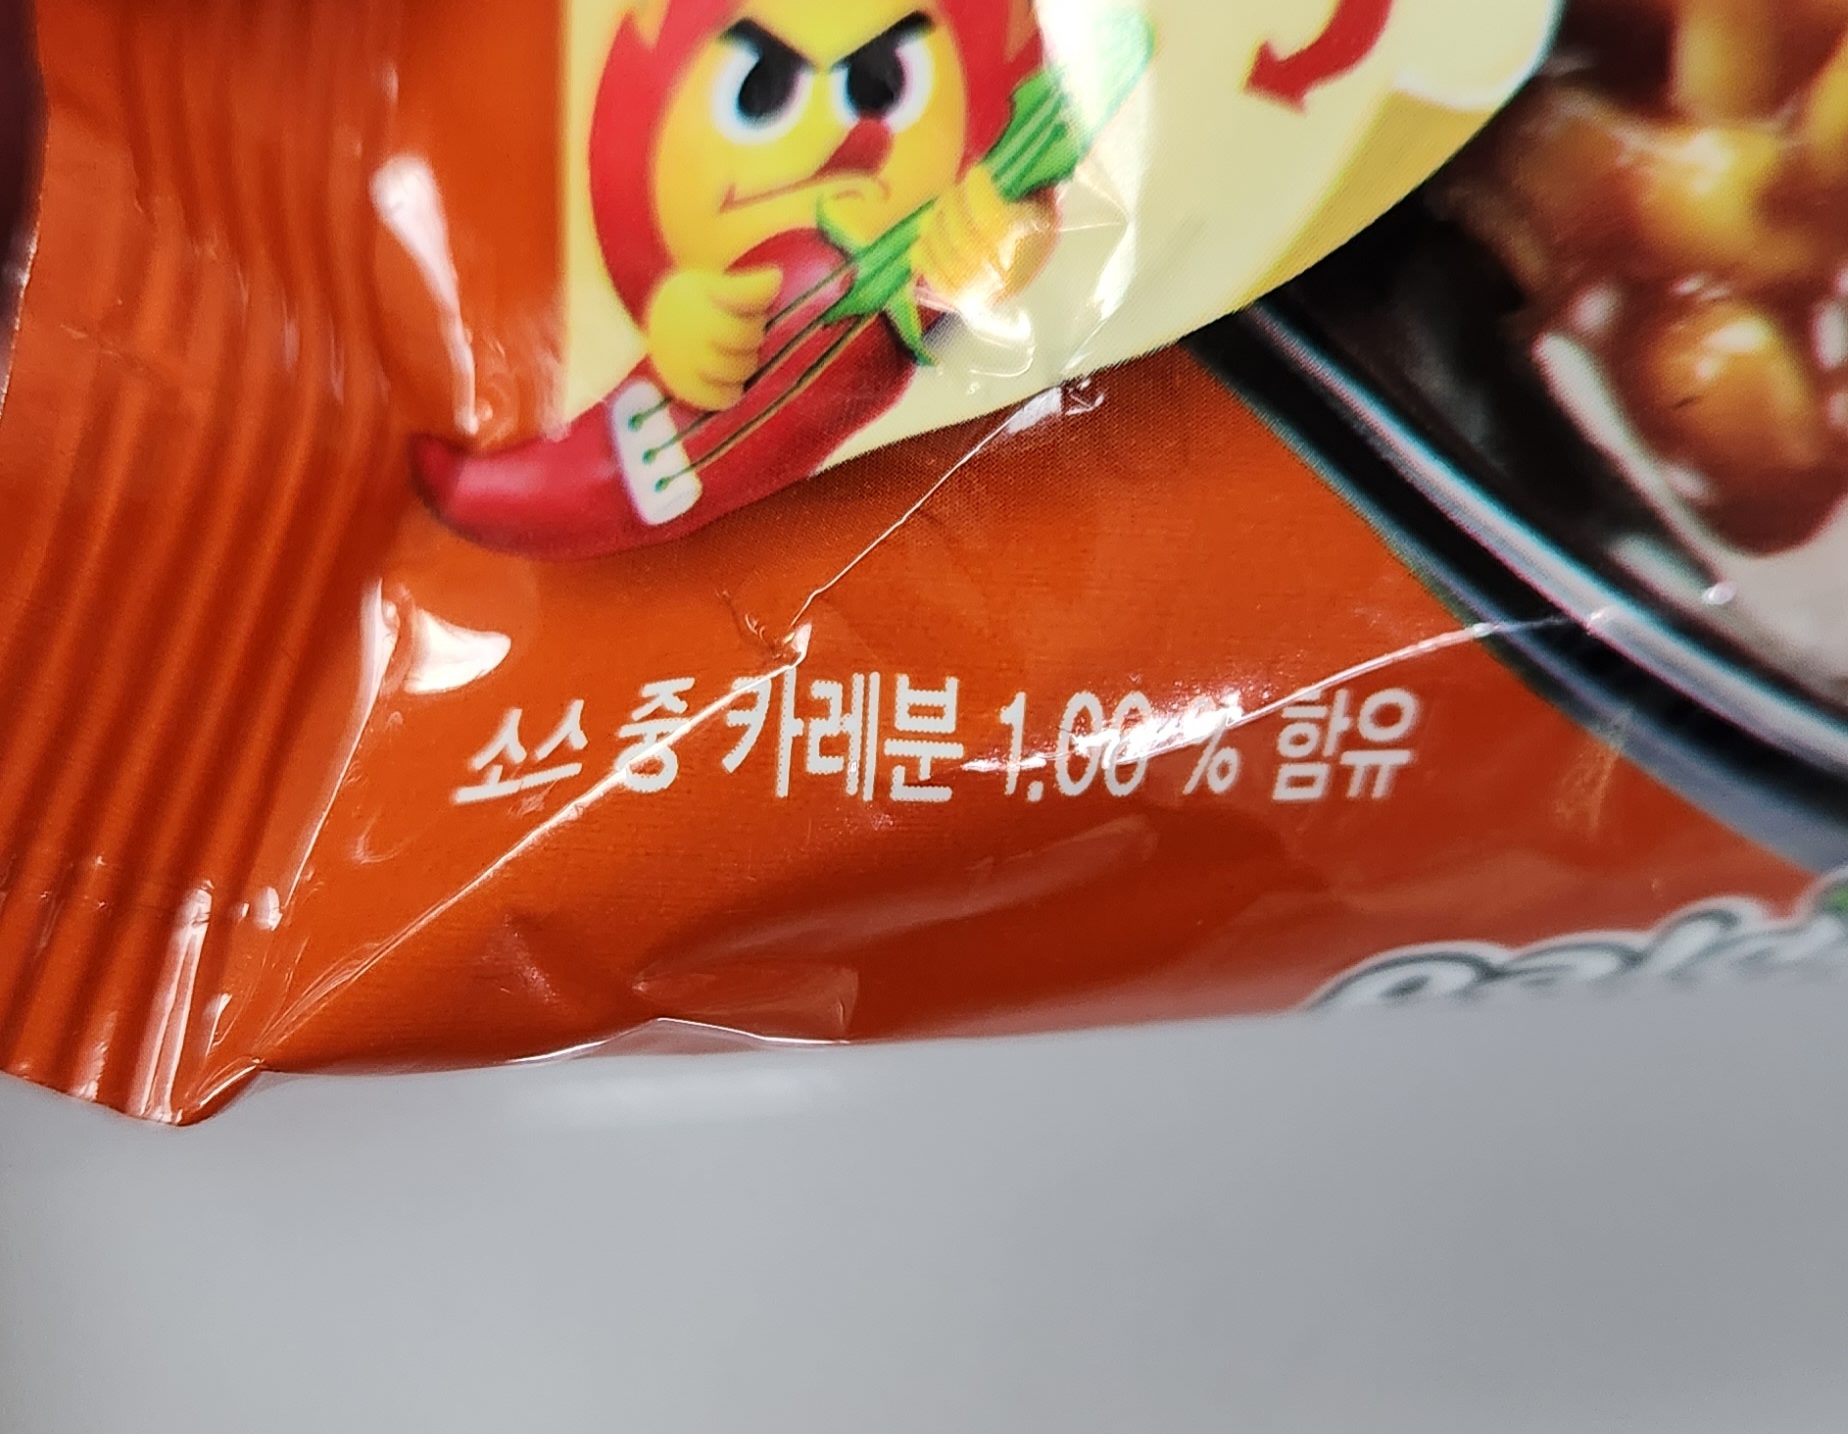 소스 중 카레분 1.00 % 함유